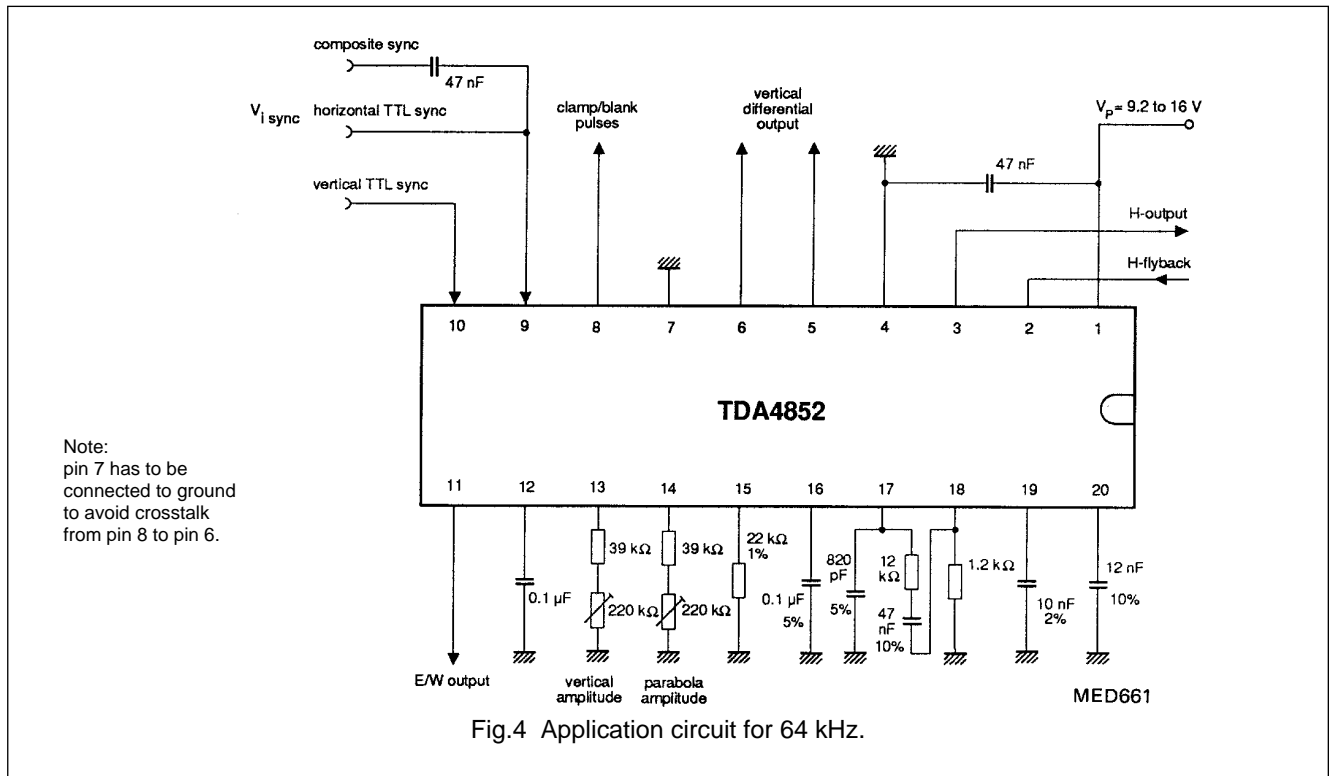 composite sync
47 nF
V i sync
horizontal TTL sync
vertical TTL sync
clamp/blank
pulses
vertical
differential
output
VP = 9.2 to 16 V
47 nF
H-output
H-flyback
10 9 8 7 6 5 4 3 2 1
TDA4852
Note:
pin 7 has to be
connected to ground
to avoid crosstalk
from pin 8 to pin 6.
11 12 13 14 15 16 17 18 19 20
0.1 µF
39 kΩ
220 kΩ
39 kΩ
220 kΩ
22 kΩ
1%
0.1 µF
5%
820
pF
5%
12
kΩ
47
nF
10%
1.2 kΩ
10 nF
2%
12 nF
10%
E/W output
vertical
amplitude
parabola
amplitude
MED661
Fig.4 Application circuit for 64 kHz.